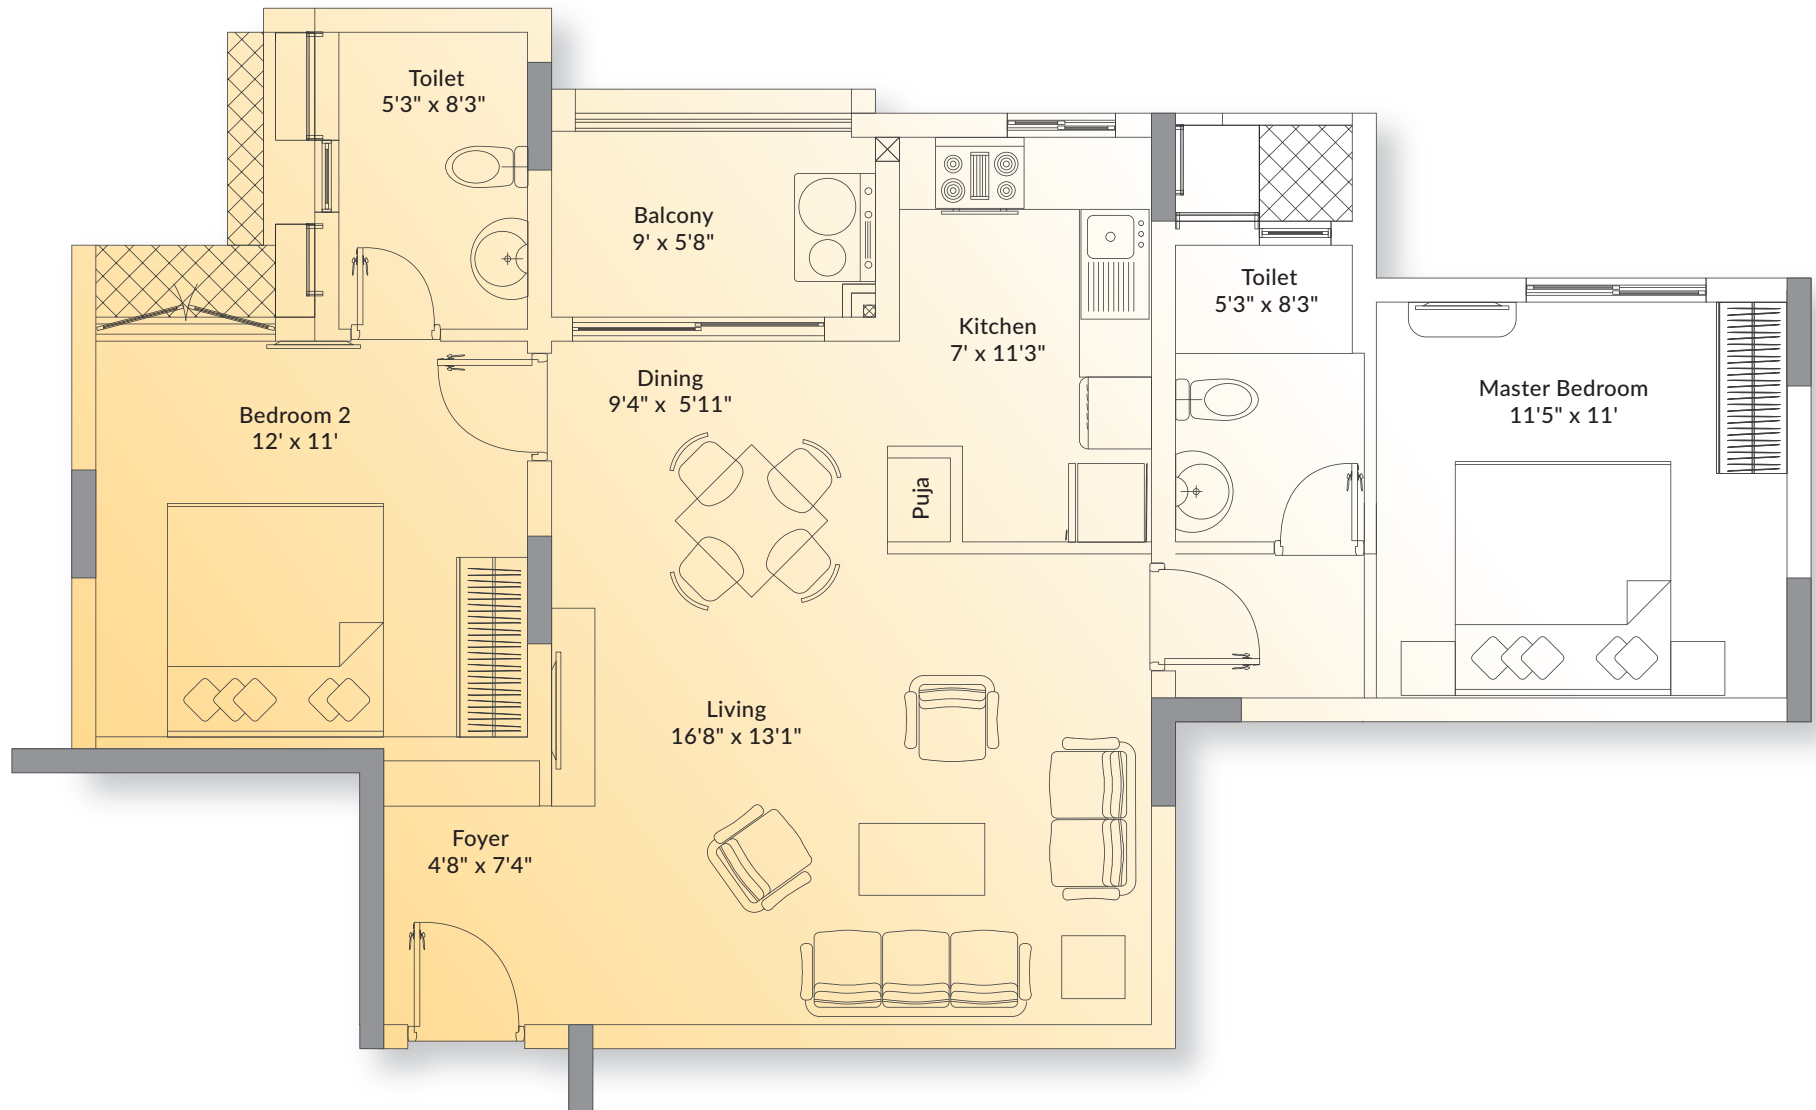 Toilet
5'3" x 8'3"
Balcony
9' x 5'8"
Toilet
5'3" x 8'3"
Kitchen
7' x 11'3"
Dining
9'4" x  5'11"
Master Bedroom
11'5" x 11'
Bedroom 2
12' x 11'
Puja
Living
16'8" x 13'1"
Foyer
4'8" x 7'4"